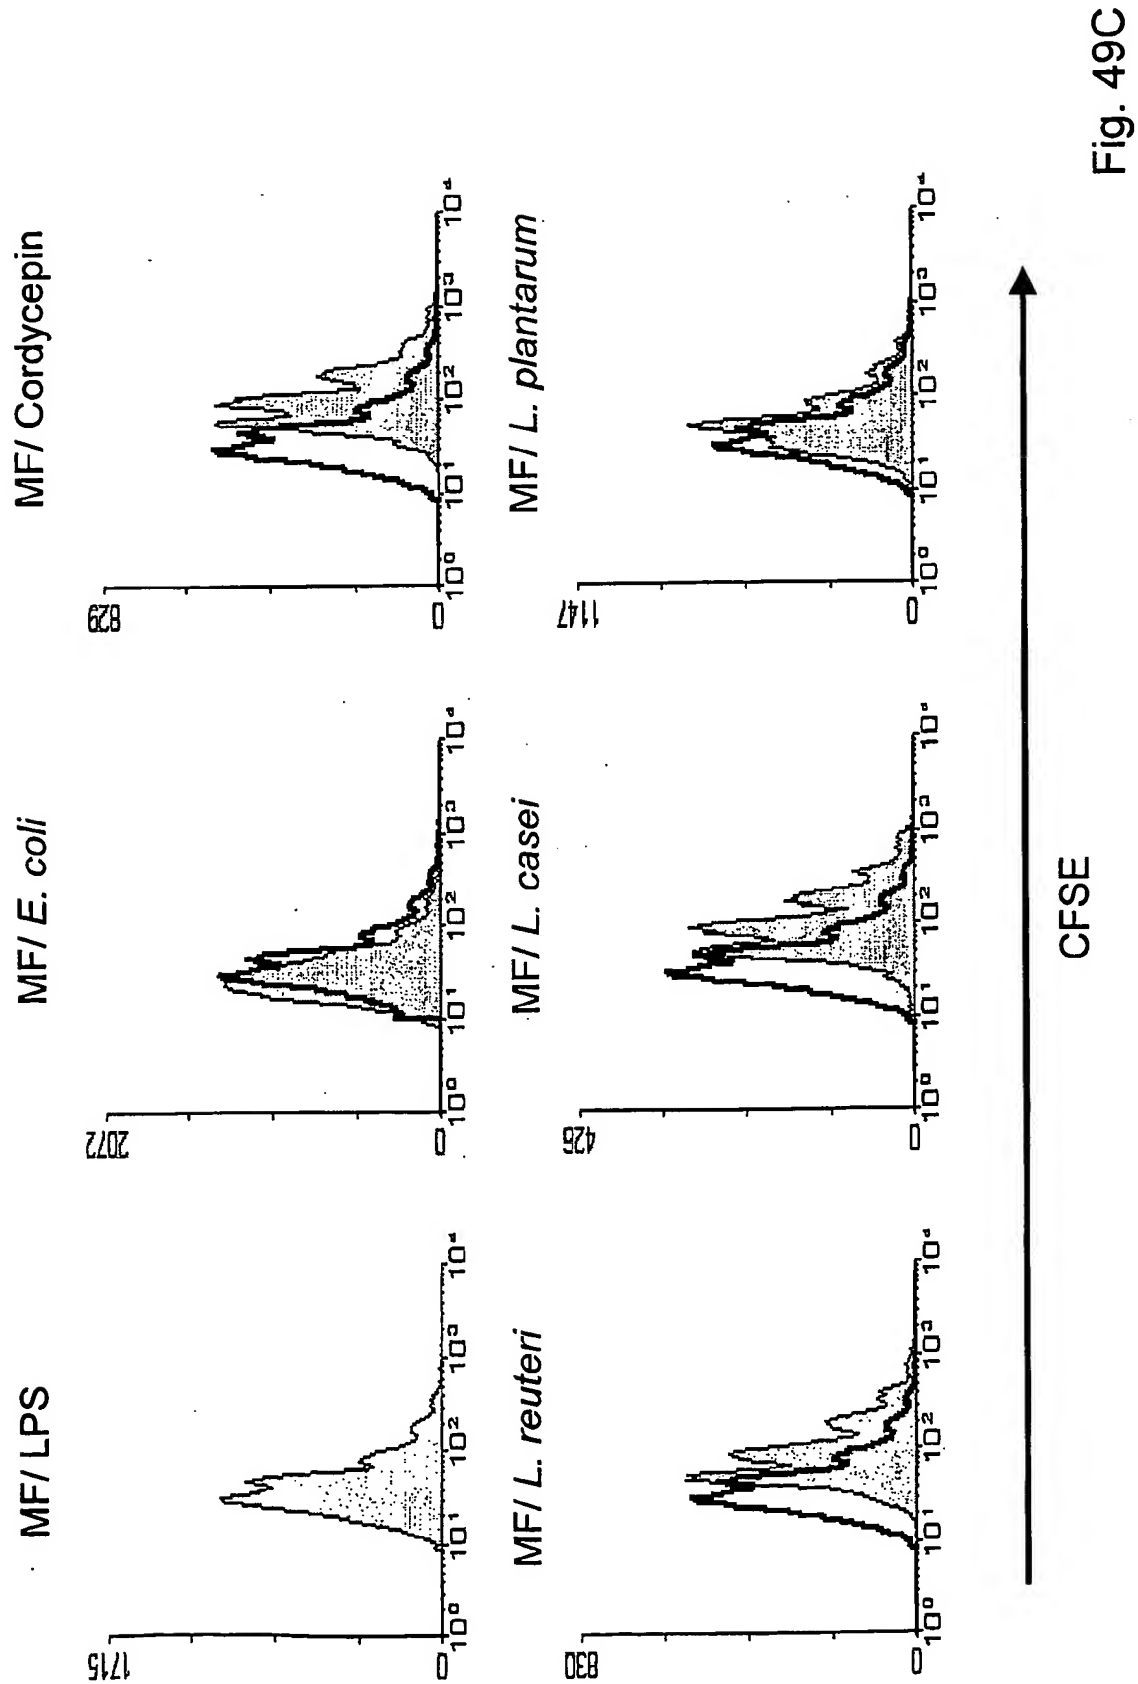 MF/ LPS
1715
0
10⁰ 10¹ 10² 10³ 10⁴
MF/ E. coli
2072
0
10⁰ 10¹ 10² 10³ 10⁴
MF/ Cordycepin
829
0
10⁰ 10¹ 10² 10³ 10⁴
MF/ L. reuteri
830
0
10⁰ 10¹ 10² 10³ 10⁴
MF/ L. casei
426
0
10⁰ 10¹ 10² 10³ 10⁴
MF/ L. plantarum
1147
0
10⁰ 10¹ 10² 10³ 10⁴
CFSE
Fig. 49C